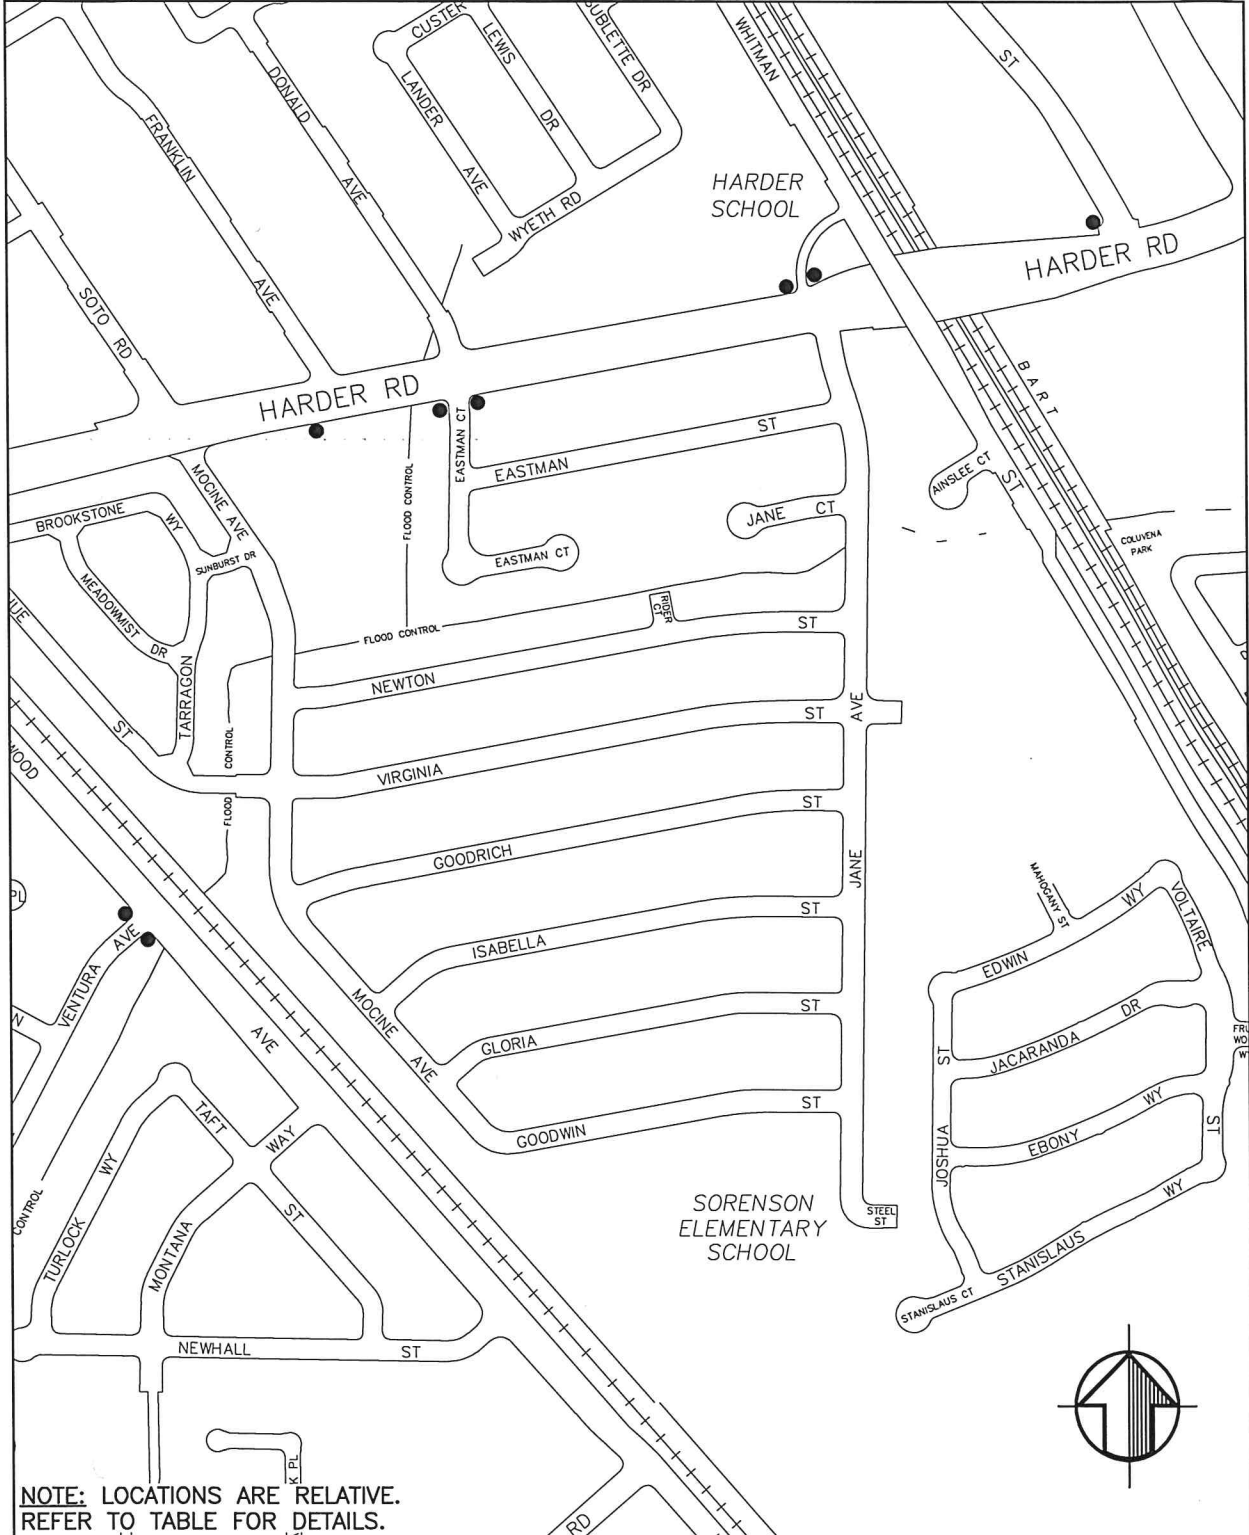 CUSTER
LEWIS
DR
SUBLETTE DR
WHITMAN
ST
DONALD
AVE
LANDER
AVE
FRANKLIN
AVE
WYETH RD
HARDER
SCHOOL
HARDER RD
SOTO RD
HARDER RD
BART
EASTMAN CT
EASTMAN
ST
MOCINE AVE
FLOOD CONTROL
AINSLEE CT
ST
BROOKSTONE
WY
JANE CT
COLUVENA
PARK
EASTMAN CT
SUNBURST DR
MEADOWMIST
DR
RIDER
CT
FLOOD CONTROL
ST
NEWTON
TARRAGON
ST
FLOOD CONTROL
ST
AVE
VIRGINIA
WOOD
ST
GOODRICH
JANE
MAHOGANY ST
WY
VOLTAIRE
PL
ST
ISABELLA
EDWIN
VENTURA
AVE
MOCINE
AVE
ST
GLORIA
DR
JACARANDA
ST
AVE
ST
GOODWIN
WY
EBONY
JOSHUA
ST
TAFT
WAY
WY
ST
TURLOCK
MONTANA
CONTROL
SORENSON
ELEMENTARY
SCHOOL
STEEL
ST
WY
STANISLAUS
STANISLAUS CT
NEWHALL
ST
K PL
RD
NOTE: LOCATIONS ARE RELATIVE.
REFER TO TABLE FOR DETAILS.